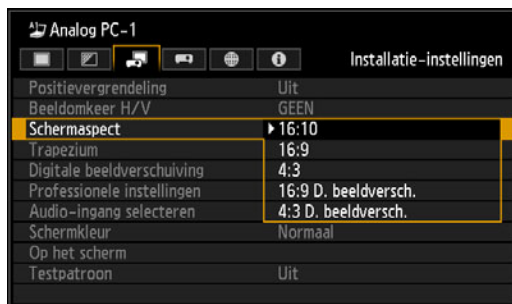 Analog PC-1
Installatie-instellingen
Positievergrendeling Uit
Beeldomkeer H/V GEEN
Schermaspect 16:10
Trapezium 16:9
Digitale beeldverschuiving 4:3
Professionele instellingen 16:9 D. beeldversch.
Audio-ingang selecteren 4:3 D. beeldversch.
Schermkleur Normaal
Op het scherm
Testpatroon Uit